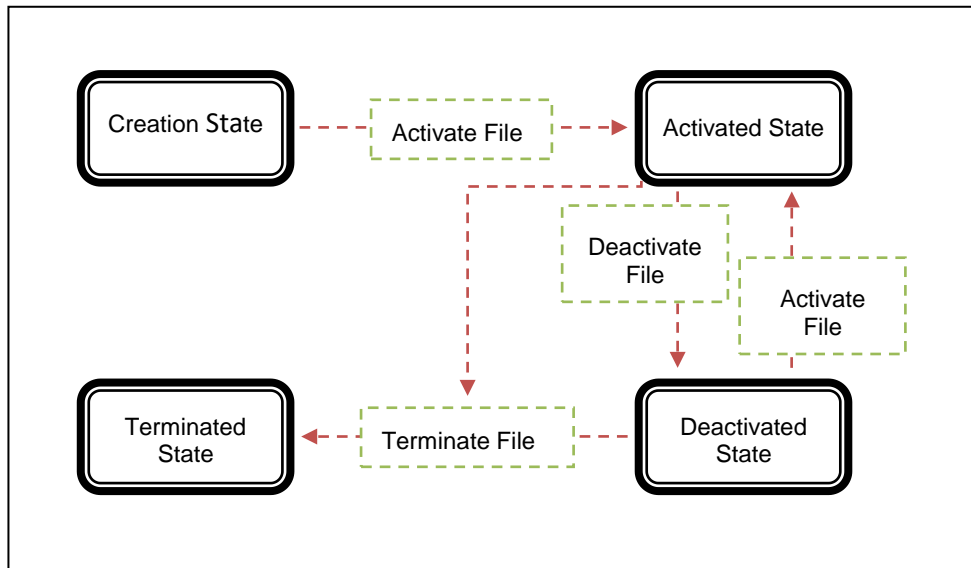 Creation State
Activate File
Activated State
Deactivate
File
Activate
File
Terminated
State
Terminate File
Deactivated
State